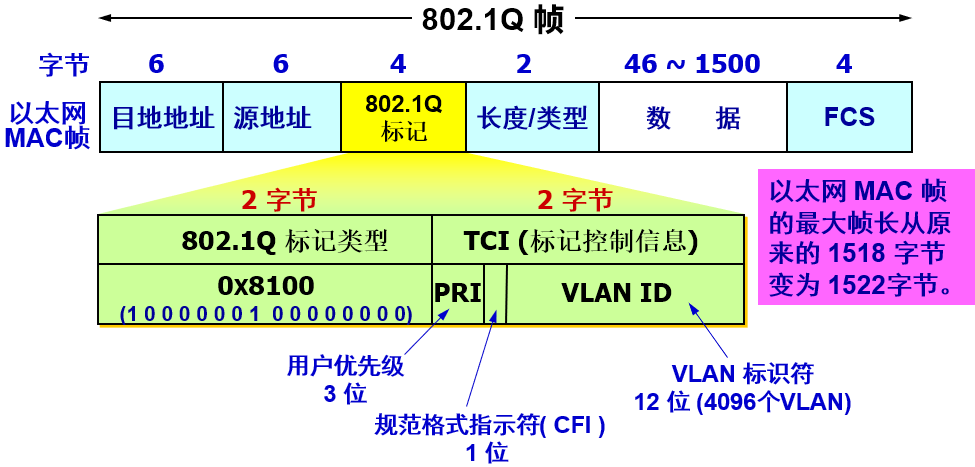 802.1Q 帧
字节 6 6 4 2 46 ~ 1500 4
以太网
MAC帧
目地地址 源地址 802.1Q
标记
长度/类型 数 据 FCS
2 字节 2 字节
802.1Q 标记类型 TCI (标记控制信息)
0x8100 PRI VLAN ID
(1 0 0 0 0 0 0 1 0 0 0 0 0 0 0 0)
以太网 MAC 帧
的最大帧长从原
来的 1518 字节
变为 1522字节。
用户优先级
3 位
规范格式指示符( CFI )
1 位
VLAN 标识符
12 位 (4096个VLAN)